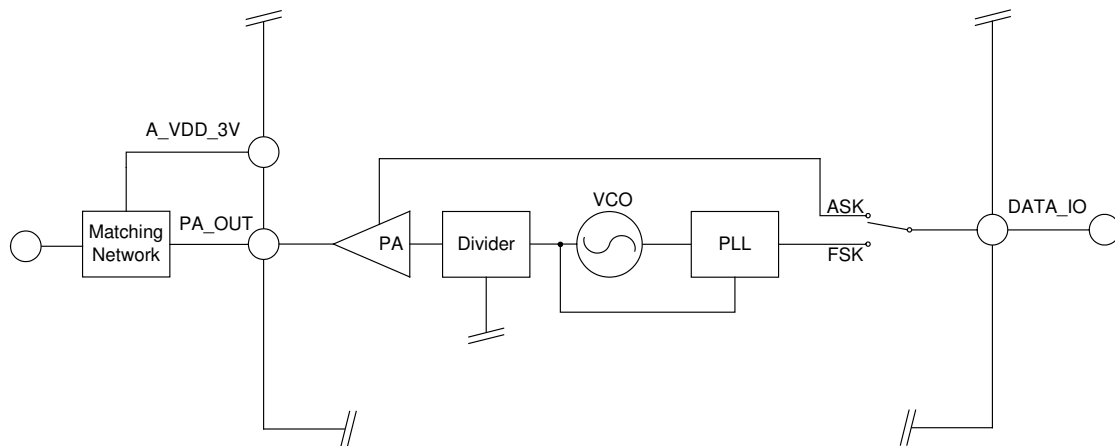 A_VDD_3V
VCO
ASK
DATA_IO
PA_OUT
Matching
Network
PA
Divider
PLL
FSK